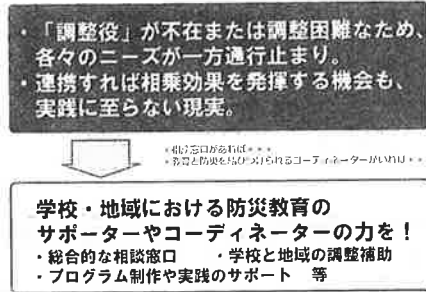 ・「調整役」が不在または調整困難なため、
各々のニーズが一方通行止まり。
・連携すれば相乗効果を発揮する機会も、
実践に至らない現実。
・相談窓口があれば・・・
・教育と防災を結びつけられるコーディネーターがいれば・・
学校・地域における防災教育の
サポーターやコーディネーターの力を！
・総合的な相談窓口　・学校と地域の調整補助
・プログラム制作や実践のサポート　等